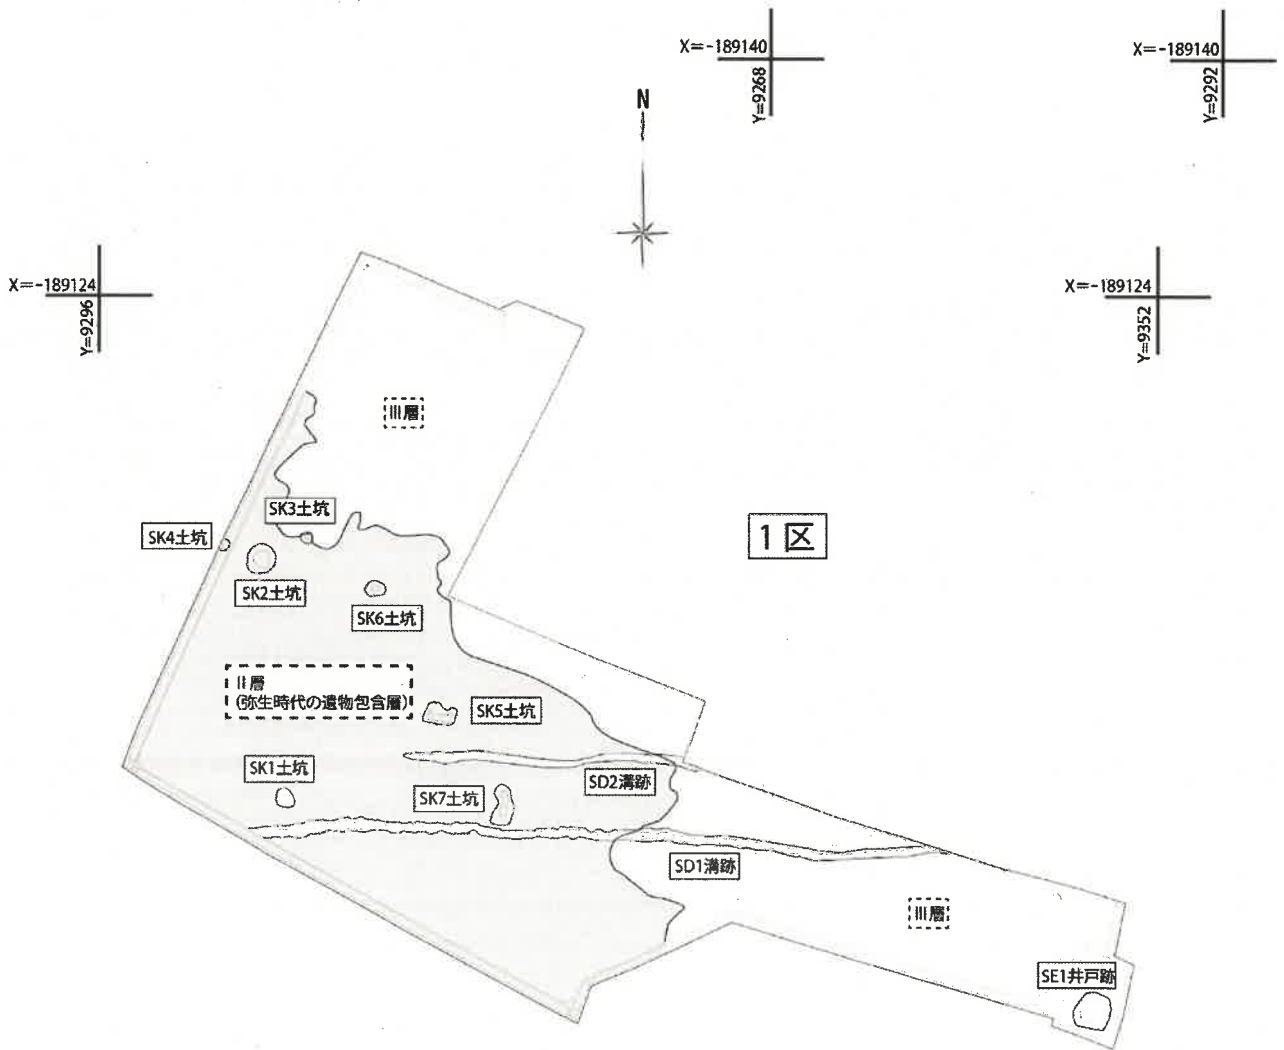 X=-189140
Y=9268
X=-189140
Y=9292
N
X=-189124
Y=9296
X=-189124
Y=9352
III層
SK3土坑
SK4土坑
1区
SK2土坑
SK6土坑
II層
(弥生時代の遺物包含層)
SK5土坑
SK1土坑
SD2溝跡
SK7土坑
SD1溝跡
III層
SE1井戸跡